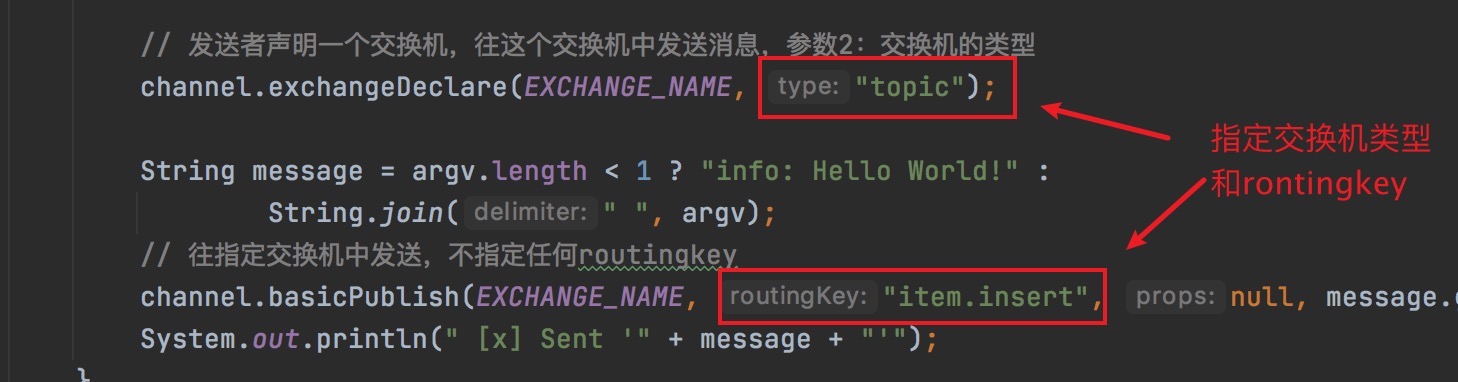 // 发送者声明一个交换机，往这个交换机中发送消息，参数2：交换机的类型
channel.exchangeDeclare(EXCHANGE_NAME, type: "topic");
指定交换机类型
和rontingkey
String message = argv.length < 1 ? "info: Hello World!" :
String.join( delimiter: " ", argv);
// 往指定交换机中发送，不指定任何routingkey
channel.basicPublish(EXCHANGE_NAME, routingKey: "item.insert", props: null, message.
System.out.println(" [x] Sent '" + message + "'");
}